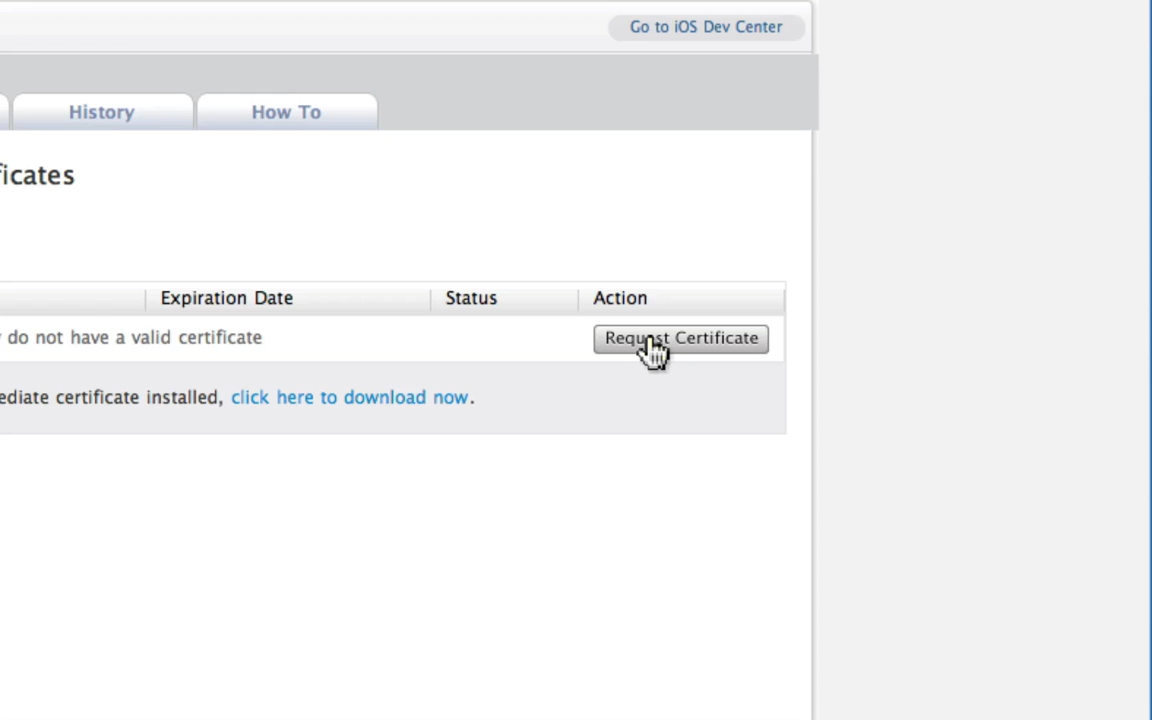 Go to iOS Dev Center
History
How To
ficates
Expiration Date
Status
Action
do not have a valid certificate
Request Certificate
ediate certificate installed, click here to download now.